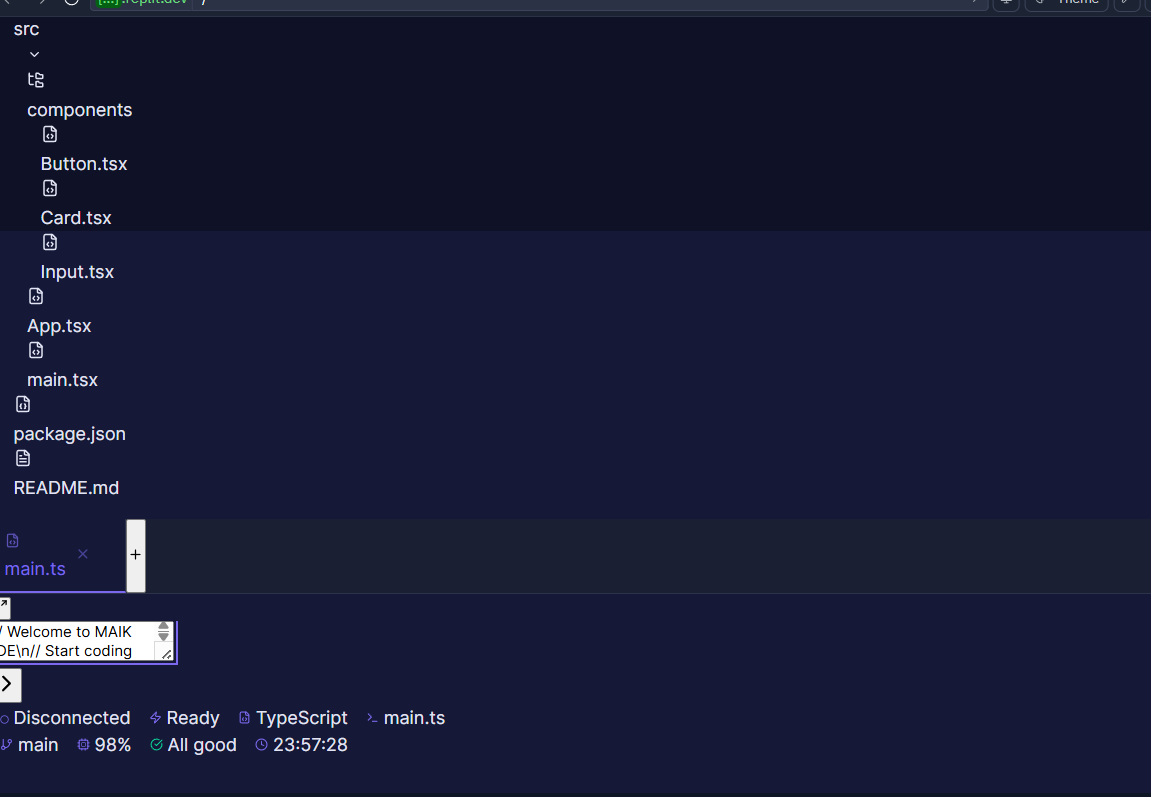 [...].replit.dev /
Theme
src
components
Button.tsx
Card.tsx
Input.tsx
App.tsx
main.tsx
package.json
README.md
main.ts
+
/ Welcome to MAIK
DE\n// Start coding
Disconnected Ready TypeScript main.ts
main 98% All good 23:57:28